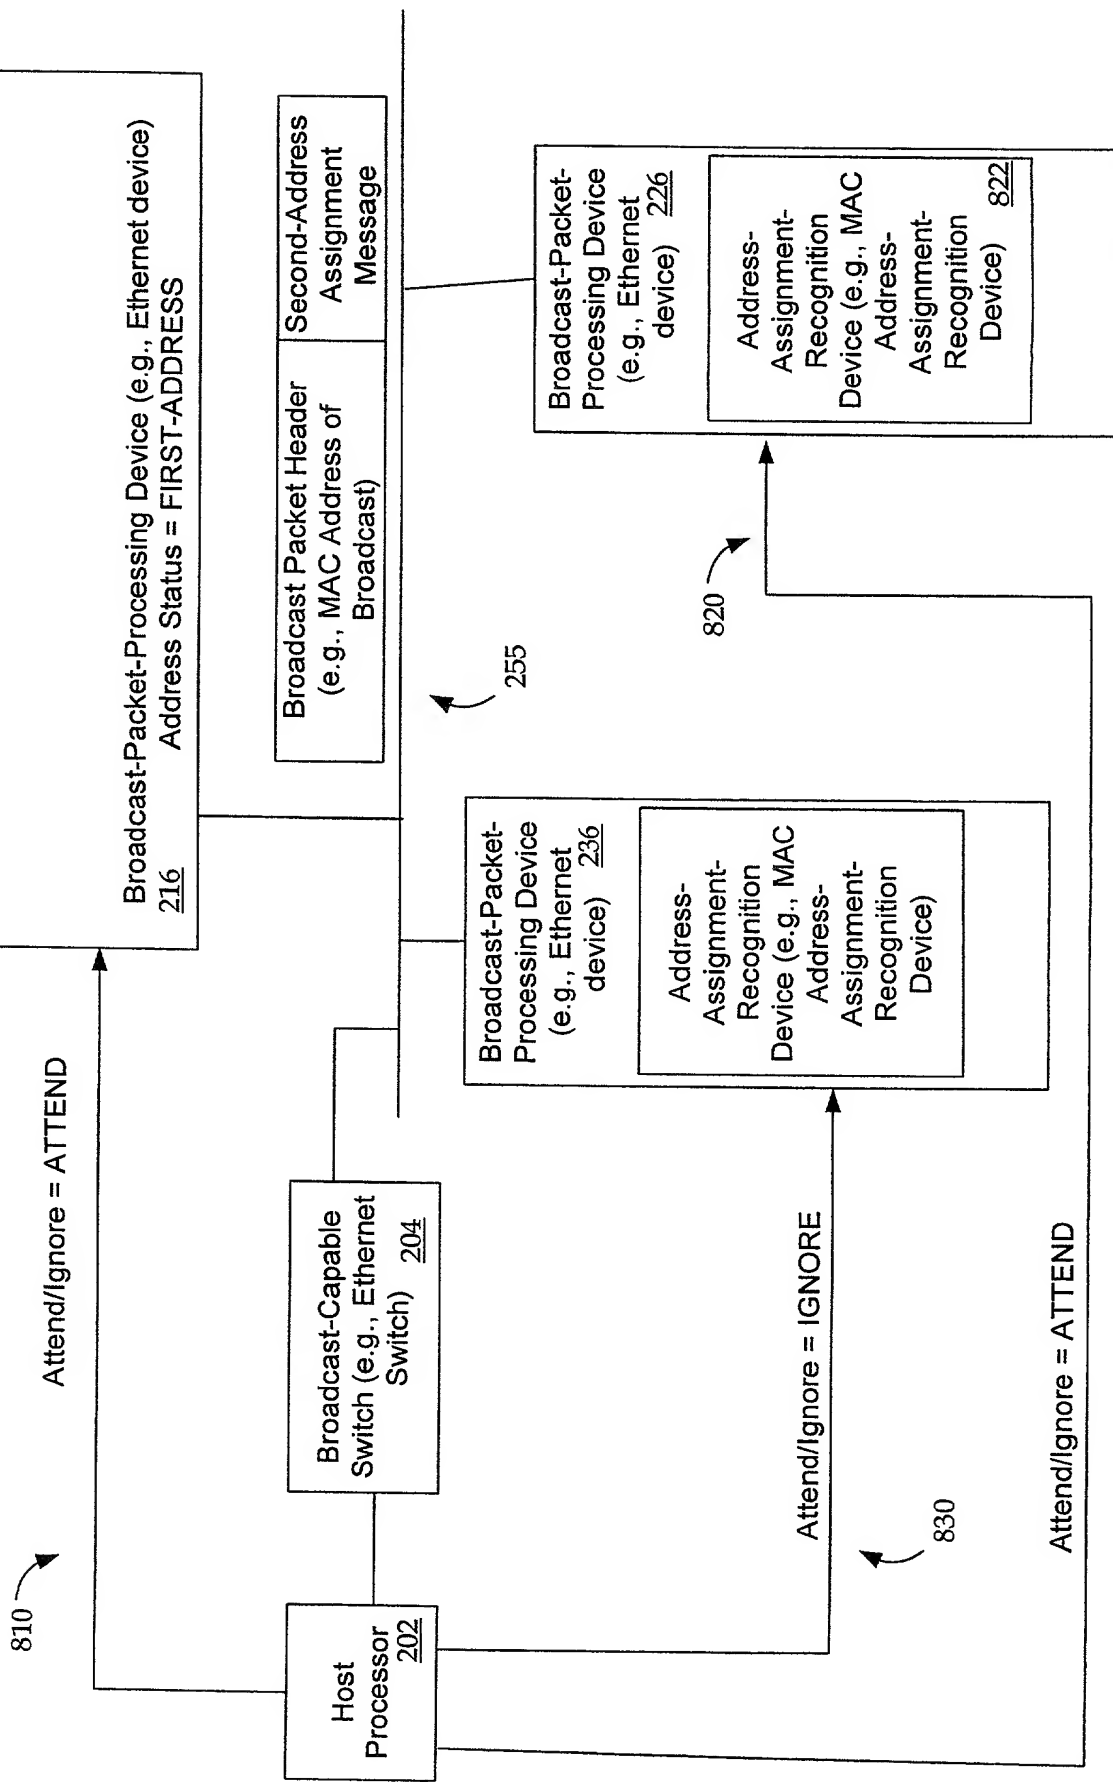 810
Attend/Ignore = ATTEND
Broadcast-Packet-Processing Device (e.g., Ethernet device)
216
Address Status = FIRST-ADDRESS
Host
Processor
202
Broadcast-Capable
Switch (e.g., Ethernet
Switch)
204
Broadcast Packet Header
(e.g., MAC Address of
Broadcast)
Second-Address
Assignment
Message
255
Broadcast-Packet-
Processing Device
(e.g., Ethernet
device)
236
Address-
Assignment-
Recognition
Device (e.g., MAC
Address-
Assignment-
Recognition
Device)
Broadcast-Packet-
Processing Device
(e.g., Ethernet
device)
226
Address-
Assignment-
Recognition
Device (e.g., MAC
Address-
Assignment-
Recognition
Device)
822
820
Attend/Ignore = IGNORE
830
Attend/Ignore = ATTEND